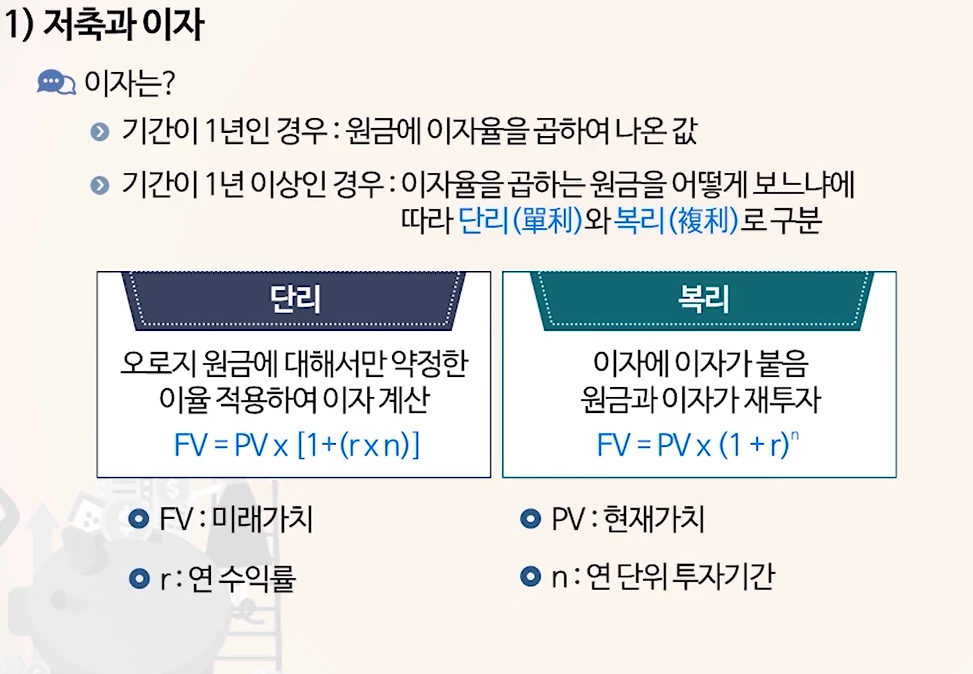 1) 저축과 이자
이자는?
기간이 1년인 경우 : 원금에 이자율을 곱하여 나온 값
기간이 1년 이상인 경우 : 이자율을 곱하는 원금을 어떻게 보느냐에
따라 단리(單利)와 복리(複利)로 구분
단리
오로지 원금에 대해서만 약정한
이율 적용하여 이자 계산
FV = PV x [1+(r x n)]
복리
이자에 이자가 붙음
원금과 이자가 재투자
FV = PV x (1 + r)ⁿ
FV : 미래가치
PV : 현재가치
r : 연 수익률
n : 연 단위 투자기간